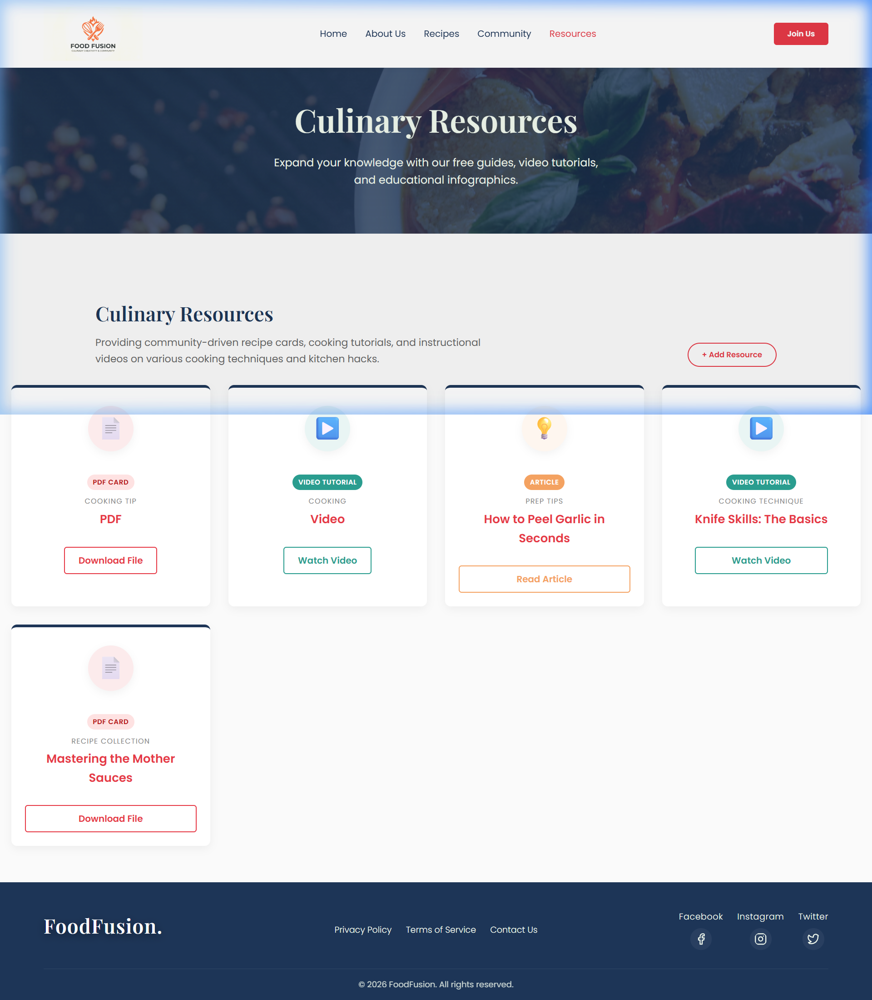 FOOD FUSION
CULINARY CREATIVITY & COMMUNITY
Home About Us Recipes Community Resources
Join Us
Culinary Resources
Expand your knowledge with our free guides, video tutorials,
and educational infographics.
Culinary Resources
Providing community-driven recipe cards, cooking tutorials, and instructional
videos on various cooking techniques and kitchen hacks.
+ Add Resource
PDF CARD
COOKING TIP
PDF
Download File
VIDEO TUTORIAL
COOKING
Video
Watch Video
ARTICLE
PREP TIPS
How to Peel Garlic in
Seconds
Read Article
VIDEO TUTORIAL
COOKING TECHNIQUE
Knife Skills: The Basics
Watch Video
PDF CARD
RECIPE COLLECTION
Mastering the Mother
Sauces
Download File
FoodFusion.
Privacy Policy Terms of Service Contact Us
Facebook Instagram Twitter
© 2026 FoodFusion. All rights reserved.